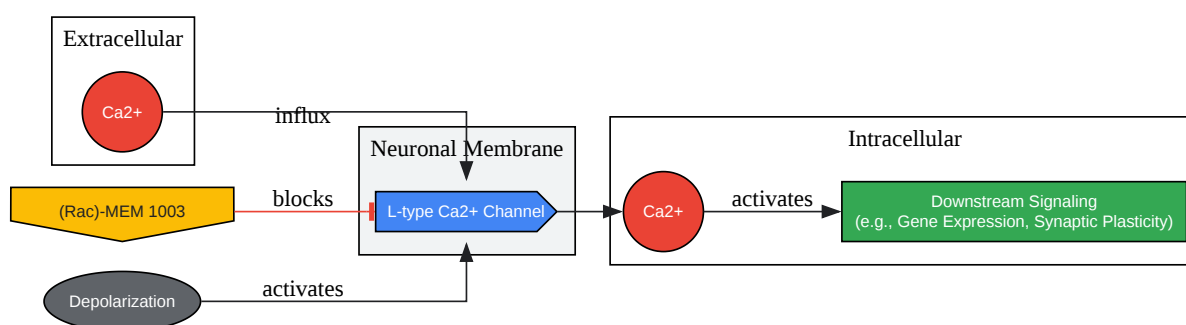 Extracellular
Ca2+
influx
Neuronal Membrane
Intracellular
(Rac)-MEM 1003
blocks
L-type Ca2+ Channel
Ca2+
activates
Downstream Signaling
(e.g., Gene Expression, Synaptic Plasticity)
Depolarization
activates